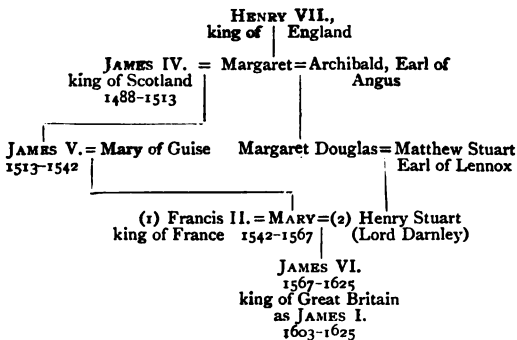 HENRY VII.,
king of England
JAMES IV. = Margaret = Archibald, Earl of
king of Scotland Angus
1488–1513
JAMES V. = Mary of Guise Margaret Douglas = Matthew Stuart
1513–1542 Earl of Lennox
(1) Francis II. = MARY = (2) Henry Stuart
king of France 1542–1567 (Lord Darnley)
JAMES VI.
1567–1625
king of Great Britain
as JAMES I.
1603–1625